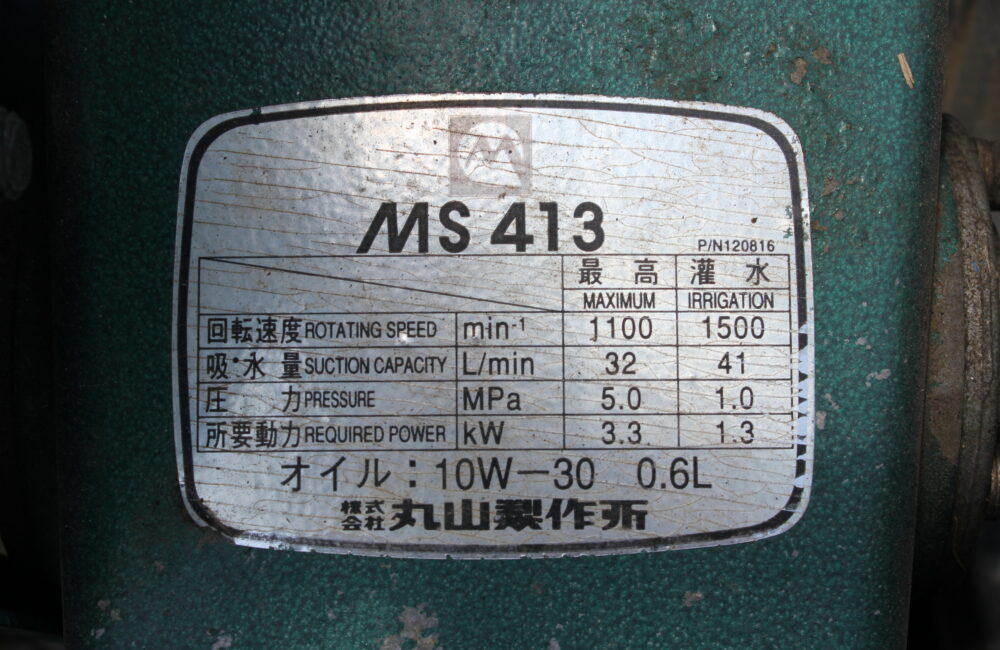 MS 413
P/N120816
最高 灌水
MAXIMUM IRRIGATION
回転速度 ROTATING SPEED min⁻¹ 1100 1500
吸水量 SUCTION CAPACITY L/min 32 41
圧力 PRESSURE MPa 5.0 1.0
所要動力 REQUIRED POWER kW 3.3 1.3
オイル：10W－30 0.6L
株式会社 丸山製作所